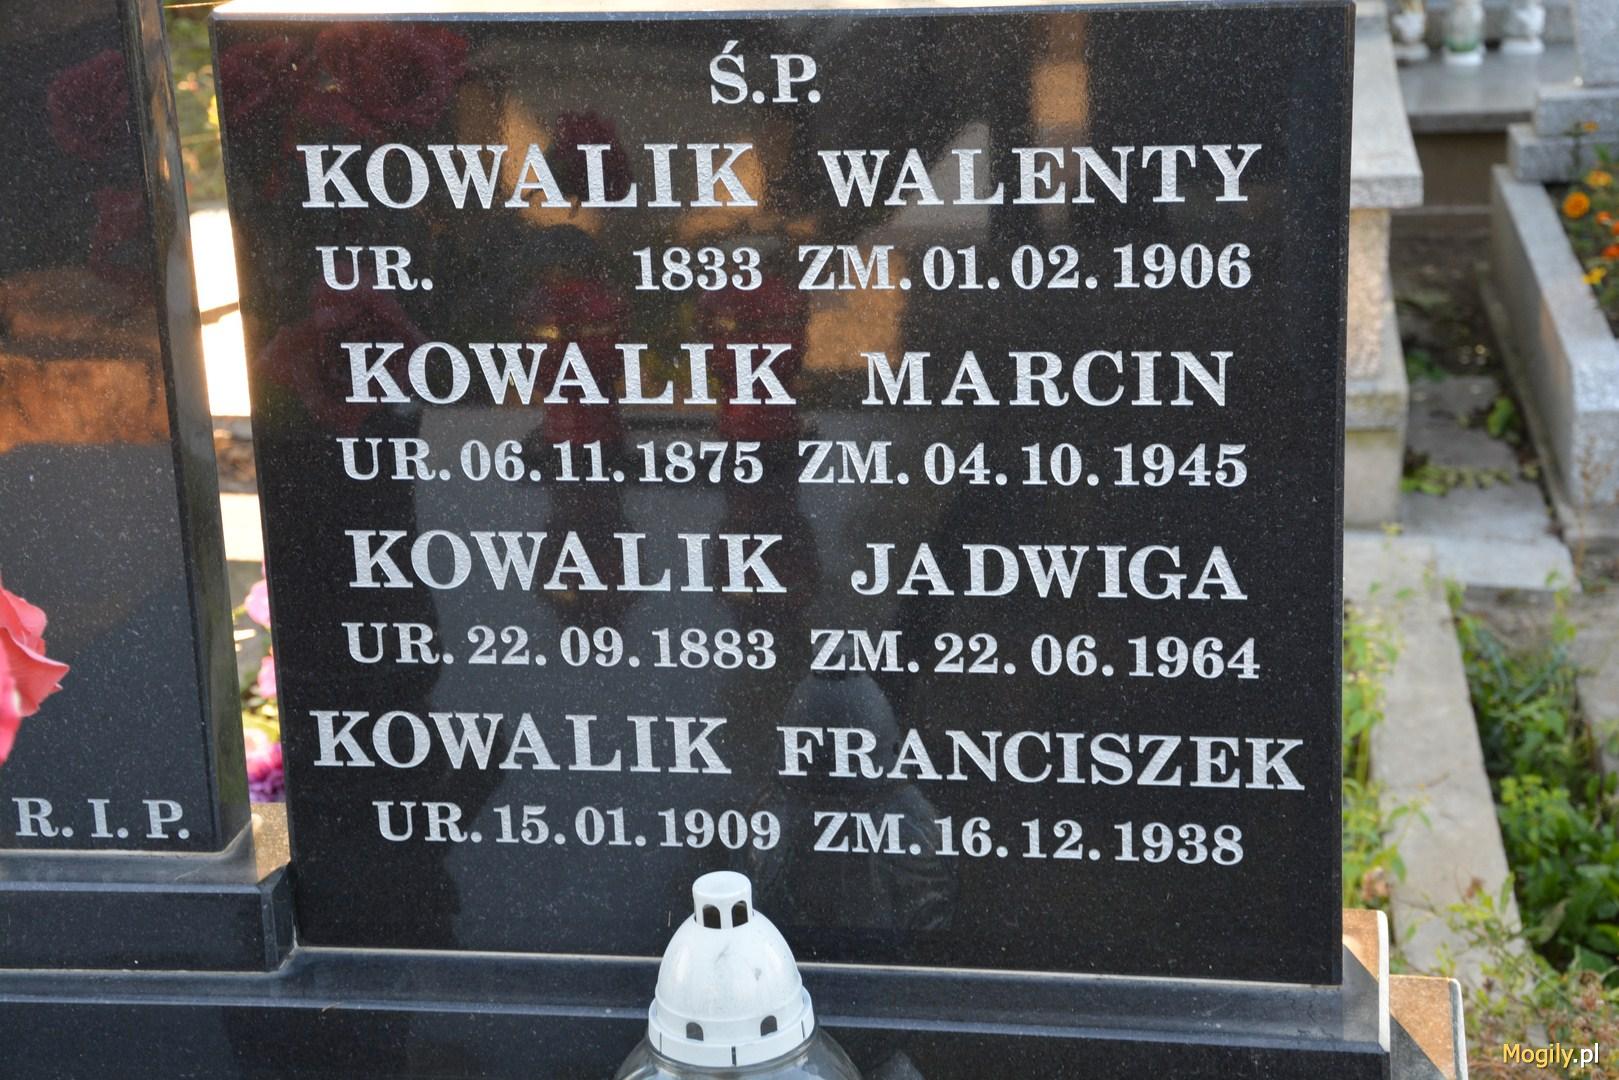 Ś.P.
KOWALIK WALENTY
UR. 1833 ZM. 01. 02. 1906
KOWALIK MARCIN
UR. 06. 11. 1875 ZM. 04. 10. 1945
KOWALIK JADWIGA
UR. 22. 09. 1883 ZM. 22. 06. 1964
KOWALIK FRANCISZEK
UR. 15. 01. 1909 ZM. 16. 12. 1938
R. I. P.
Mogily.pl